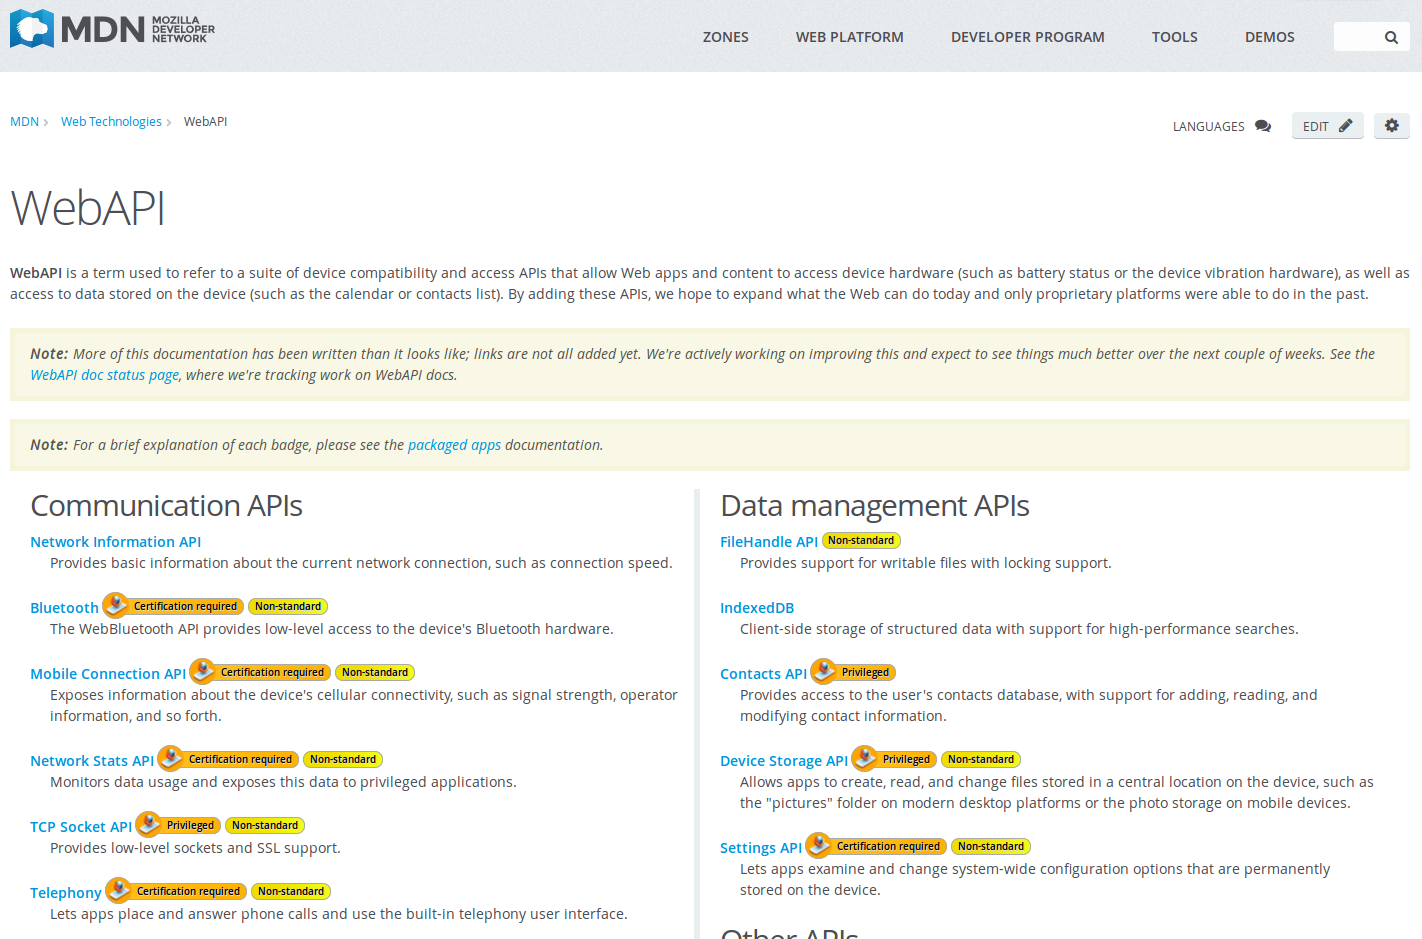 MDN MOZILLA DEVELOPER NETWORK
ZONES WEB PLATFORM DEVELOPER PROGRAM TOOLS DEMOS
MDN Web Technologies WebAPI
LANGUAGES EDIT
WebAPI
WebAPI is a term used to refer to a suite of device compatibility and access APIs that allow Web apps and content to access device hardware (such as battery status or the device vibration hardware), as well as
access to data stored on the device (such as the calendar or contacts list). By adding these APIs, we hope to expand what the Web can do today and only proprietary platforms were able to do in the past.
Note: More of this documentation has been written than it looks like; links are not all added yet. We're actively working on improving this and expect to see things much better over the next couple of weeks. See the
WebAPI doc status page, where we're tracking work on WebAPI docs.
Note: For a brief explanation of each badge, please see the packaged apps documentation.
Communication APIs
Network Information API
Provides basic information about the current network connection, such as connection speed.
Bluetooth Certification required Non-standard
The WebBluetooth API provides low-level access to the device's Bluetooth hardware.
Mobile Connection API Certification required Non-standard
Exposes information about the device's cellular connectivity, such as signal strength, operator
information, and so forth.
Network Stats API Certification required Non-standard
Monitors data usage and exposes this data to privileged applications.
TCP Socket API Privileged Non-standard
Provides low-level sockets and SSL support.
Telephony Certification required Non-standard
Lets apps place and answer phone calls and use the built-in telephony user interface.
Data management APIs
FileHandle API Non-standard
Provides support for writable files with locking support.
IndexedDB
Client-side storage of structured data with support for high-performance searches.
Contacts API Privileged
Provides access to the user's contacts database, with support for adding, reading, and
modifying contact information.
Device Storage API Privileged Non-standard
Allows apps to create, read, and change files stored in a central location on the device, such as
the "pictures" folder on modern desktop platforms or the photo storage on mobile devices.
Settings API Certification required Non-standard
Lets apps examine and change system-wide configuration options that are permanently
stored on the device.
Other APIs